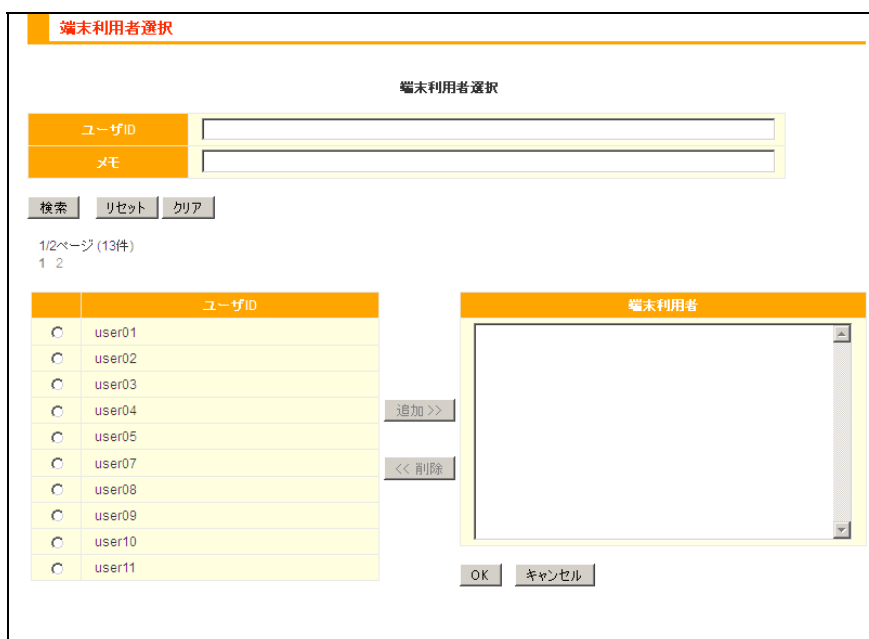 端末利用者選択
端末利用者選択
ユーザID
メモ
検索 リセット クリア
1/2ページ (13件)
1 2
ユーザID
user01
user02
user03
user04
user05
user07
user08
user09
user10
user11
追加 >>
<< 削除
端末利用者
OK キャンセル